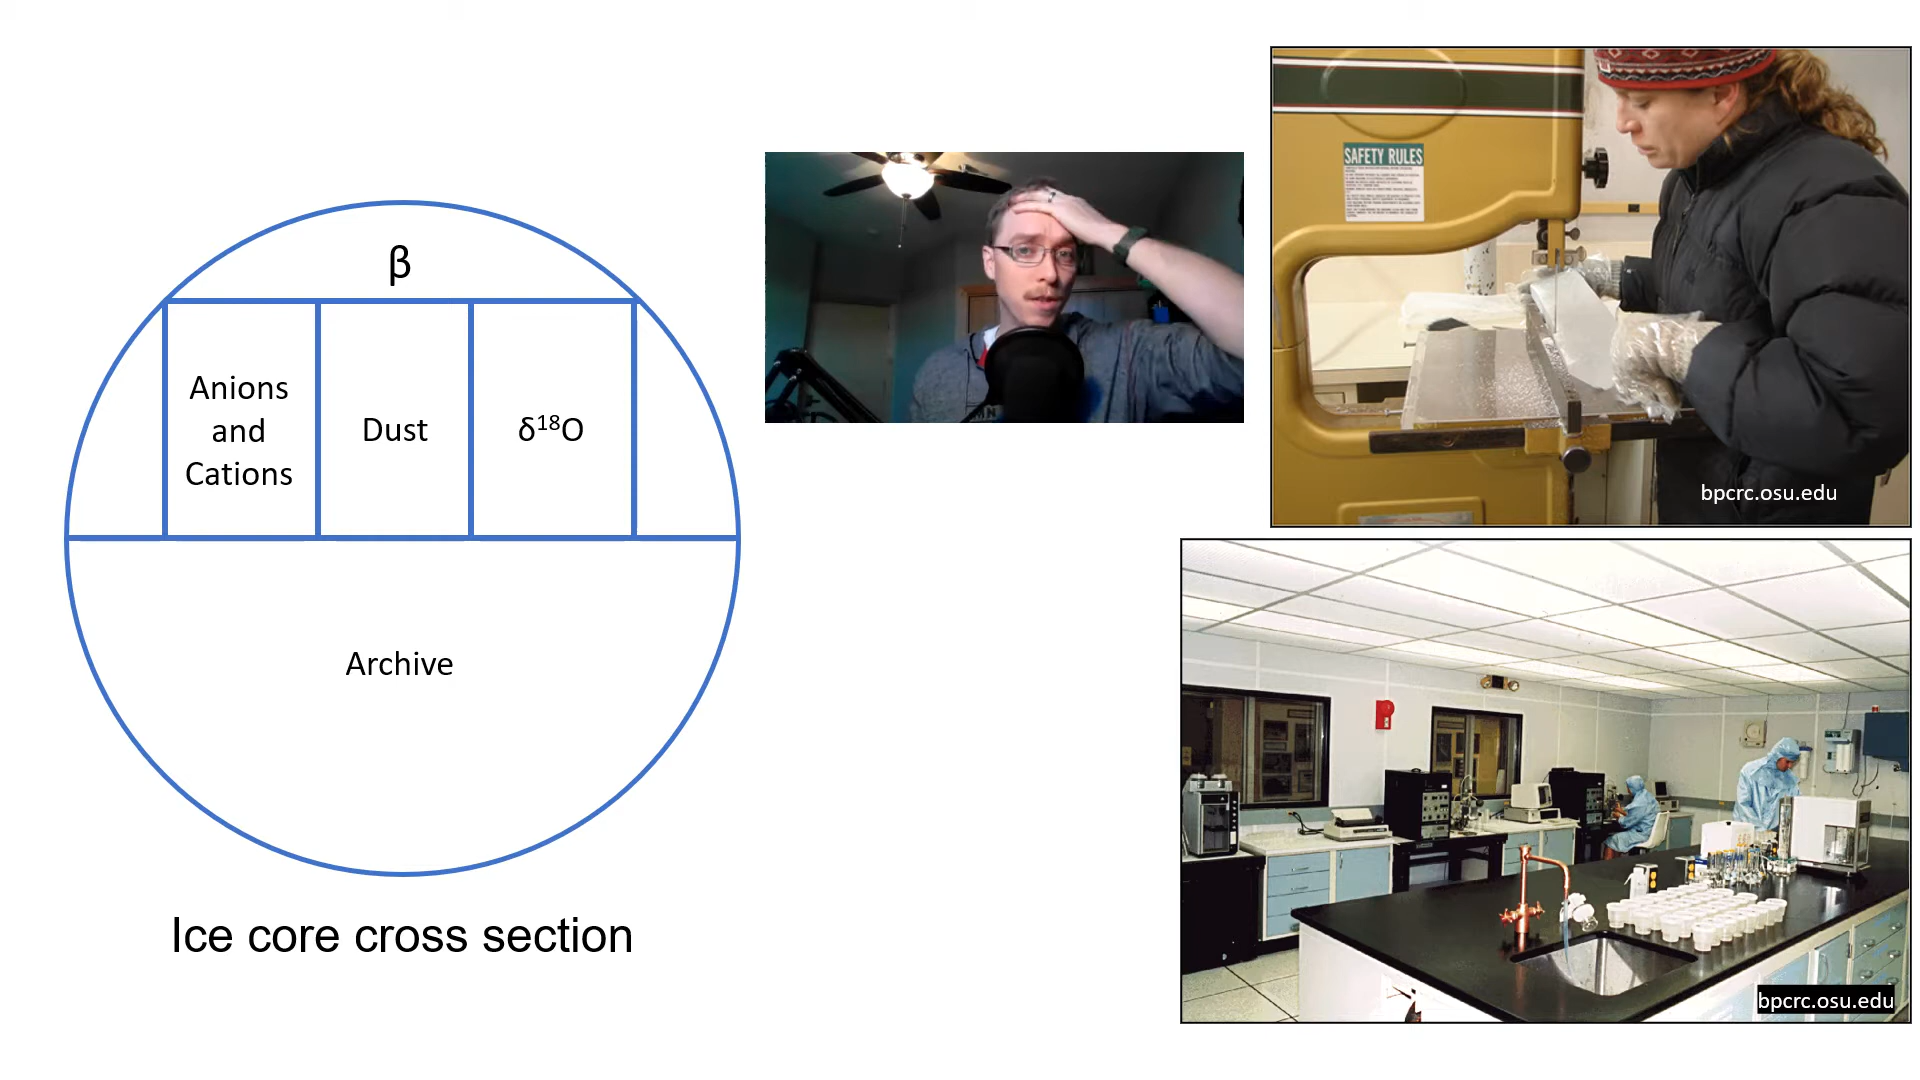 β
Anions
and
Cations
Dust
δ¹⁸O
Archive
Ice core cross section
SAFETY RULES
bpcrc.osu.edu
bpcrc.osu.edu